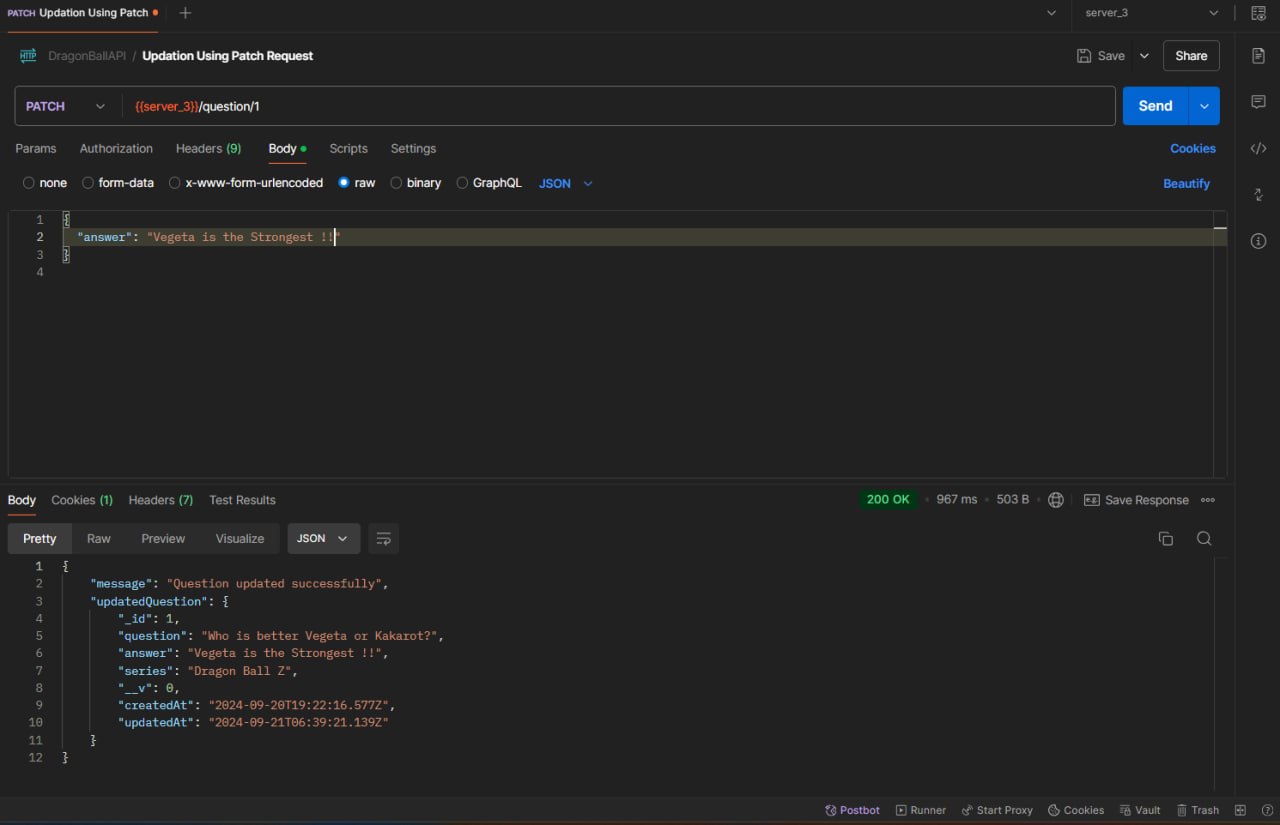 PATCH Updation Using Patch
server_3
DragonBallAPI / Updation Using Patch Request
Save
Share
PATCH
{{server_3}}/question/1
Send
Params Authorization Headers (9) Body Scripts Settings
Cookies
none form-data x-www-form-urlencoded raw binary GraphQL JSON
Beautify
1 {
2 "answer": "Vegeta is the Strongest !!"
3 }
4
Body Cookies (1) Headers (7) Test Results
200 OK 967 ms 503 B
Save Response
Pretty Raw Preview Visualize JSON
1 {
2 "message": "Question updated successfully",
3 "updatedQuestion": {
4 "_id": 1,
5 "question": "Who is better Vegeta or Kakarot?",
6 "answer": "Vegeta is the Strongest !!",
7 "series": "Dragon Ball Z",
8 "__v": 0,
9 "createdAt": "2024-09-20T19:22:16.577Z",
10 "updatedAt": "2024-09-21T06:39:21.139Z"
11 }
12 }
Postbot Runner Start Proxy Cookies Vault Trash